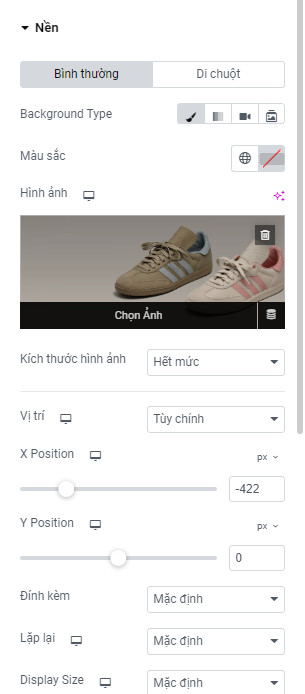 Nền
Bình thường Di chuột
Background Type
Màu sắc
Hình ảnh
Chọn Ảnh
Kích thước hình ảnh Hết mức
Vị trí Tùy chỉnh
X Position px
-422
Y Position px
0
Đính kèm Mặc định
Lặp lại Mặc định
Display Size Mặc định